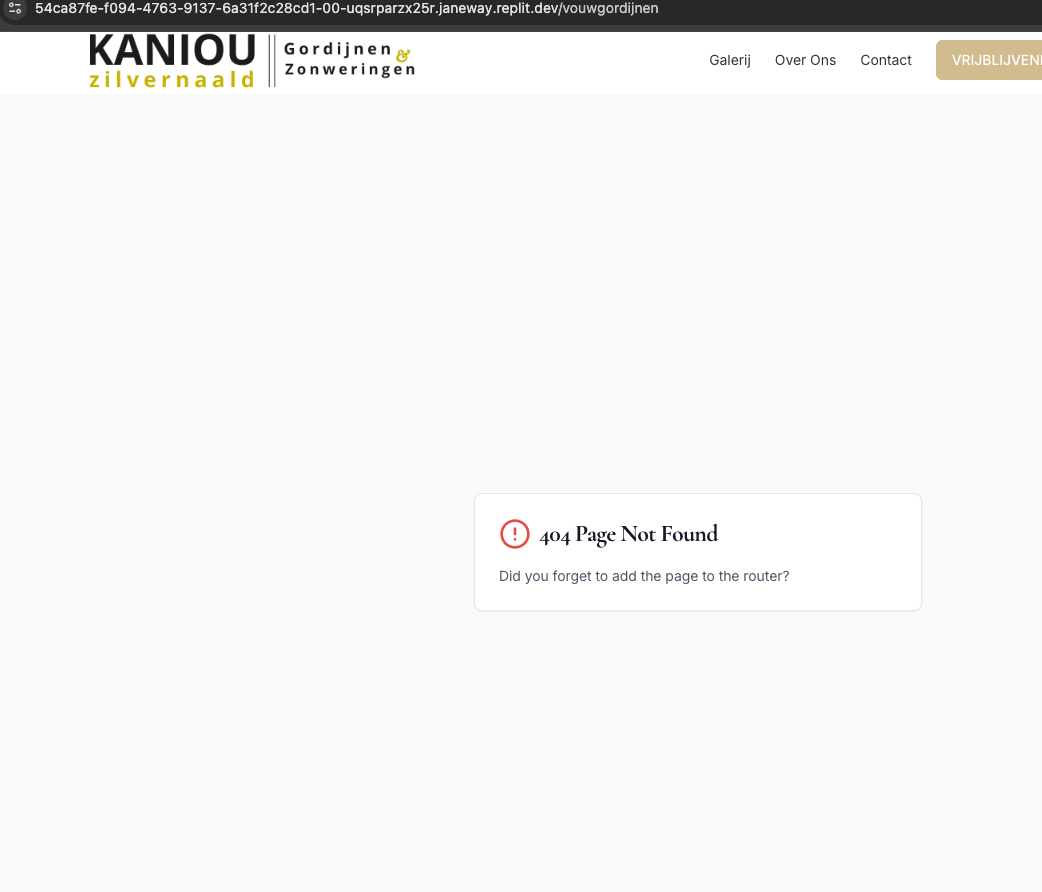 54ca87fe-f094-4763-9137-6a31f2c28cd1-00-uqsrparzx25r.janeway.replit.dev/vouwgordijnen
KANIOU
zilvernaald
Gordijnen &
Zonweringen
Galerij
Over Ons
Contact
VRIJBLIJVEN
404 Page Not Found
Did you forget to add the page to the router?